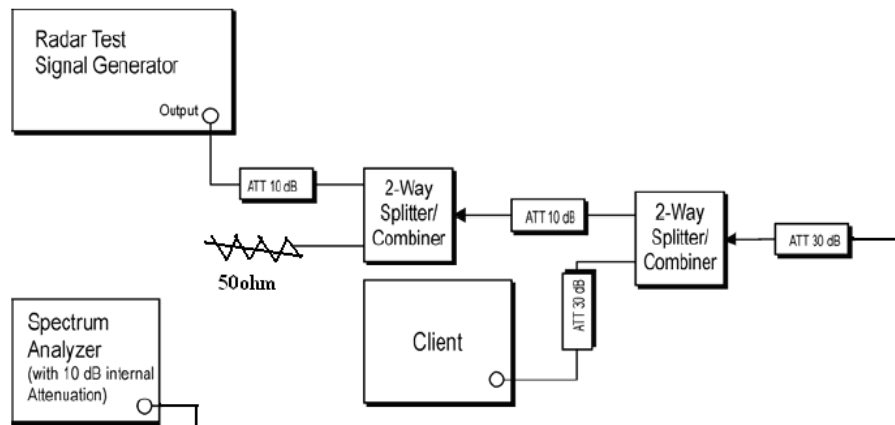 Radar Test
Signal Generator
Output
ATT 10 dB
2-Way
Splitter/
Combiner
ATT 10 dB
2-Way
Splitter/
Combiner
ATT 30 dB
50ohm
ATT 30 dB
Client
Spectrum
Analyzer
(with 10 dB internal
Attenuation)